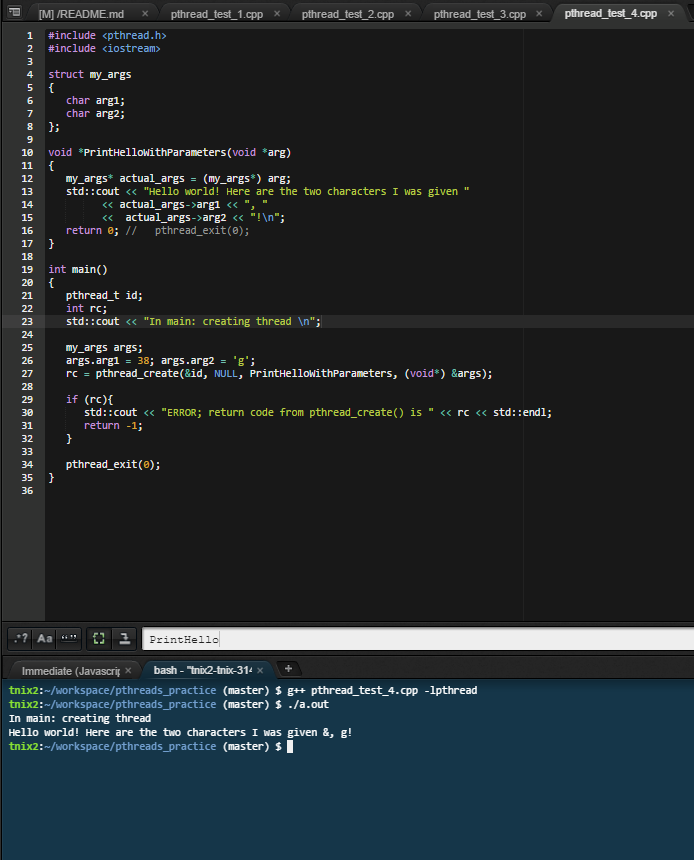 [M] /README.md × pthread_test_1.cpp × pthread_test_2.cpp × pthread_test_3.cpp × pthread_test_4.cpp ×
1 #include <pthread.h>
2 #include <iostream>
3
4 struct my_args
5 {
6 char arg1;
7 char arg2;
8 };
9
10 void *PrintHelloWithParameters(void *arg)
11 {
12 my_args* actual_args = (my_args*) arg;
13 std::cout << "Hello world! Here are the two characters I was given "
14 << actual_args->arg1 << ", "
15 <<  actual_args->arg2 << "!\n";
16 return 0; //   pthread_exit(0);
17 }
18
19 int main()
20 {
21 pthread_t id;
22 int rc;
23 std::cout << "In main: creating thread \n";
24
25 my_args args;
26 args.arg1 = 38; args.arg2 = 'g';
27 rc = pthread_create(&id, NULL, PrintHelloWithParameters, (void*) &args);
28
29 if (rc){
30 std::cout << "ERROR; return code from pthread_create() is " << rc << std::endl;
31 return -1;
32 }
33
34 pthread_exit(0);
35 }
36
.*? Aa "" PrintHello
Immediate (Javascrip × bash - "tnix2-tnix-314 × +
tnix2:~/workspace/pthreads_practice (master) $ g++ pthread_test_4.cpp -lpthread
tnix2:~/workspace/pthreads_practice (master) $ ./a.out
In main: creating thread
Hello world! Here are the two characters I was given &, g!
tnix2:~/workspace/pthreads_practice (master) $